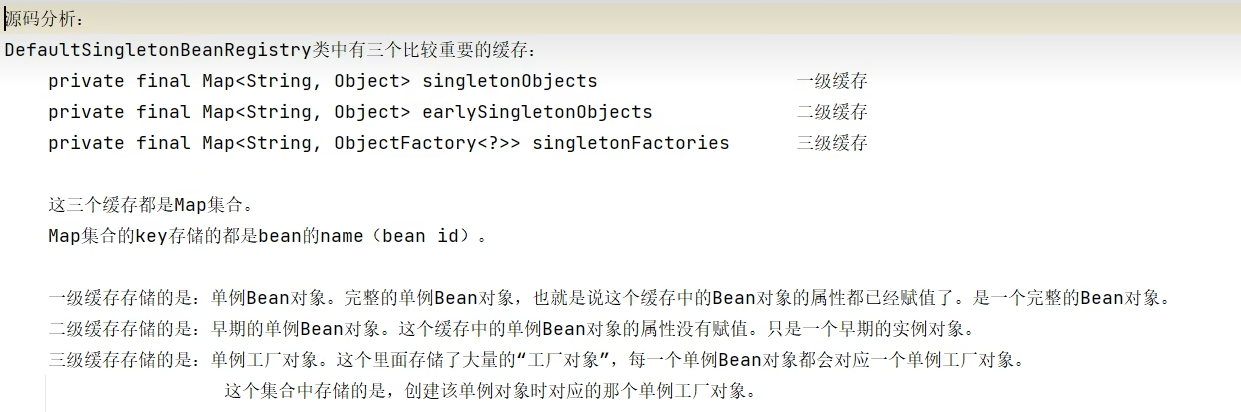 源码分析：
DefaultSingletonBeanRegistry类中有三个比较重要的缓存：
private final Map<String, Object> singletonObjects 一级缓存
private final Map<String, Object> earlySingletonObjects 二级缓存
private final Map<String, ObjectFactory<?>> singletonFactories 三级缓存
这三个缓存都是Map集合。
Map集合的key存储的都是bean的name（bean id）。
一级缓存存储的是：单例Bean对象。完整的单例Bean对象，也就是说这个缓存中的Bean对象的属性都已经赋值了。是一个完整的Bean对象。
二级缓存存储的是：早期的单例Bean对象。这个缓存中的单例Bean对象的属性没有赋值。只是一个早期的实例对象。
三级缓存存储的是：单例工厂对象。这个里面存储了大量的“工厂对象”，每一个单例Bean对象都会对应一个单例工厂对象。
这个集合中存储的是，创建该单例对象时对应的那个单例工厂对象。